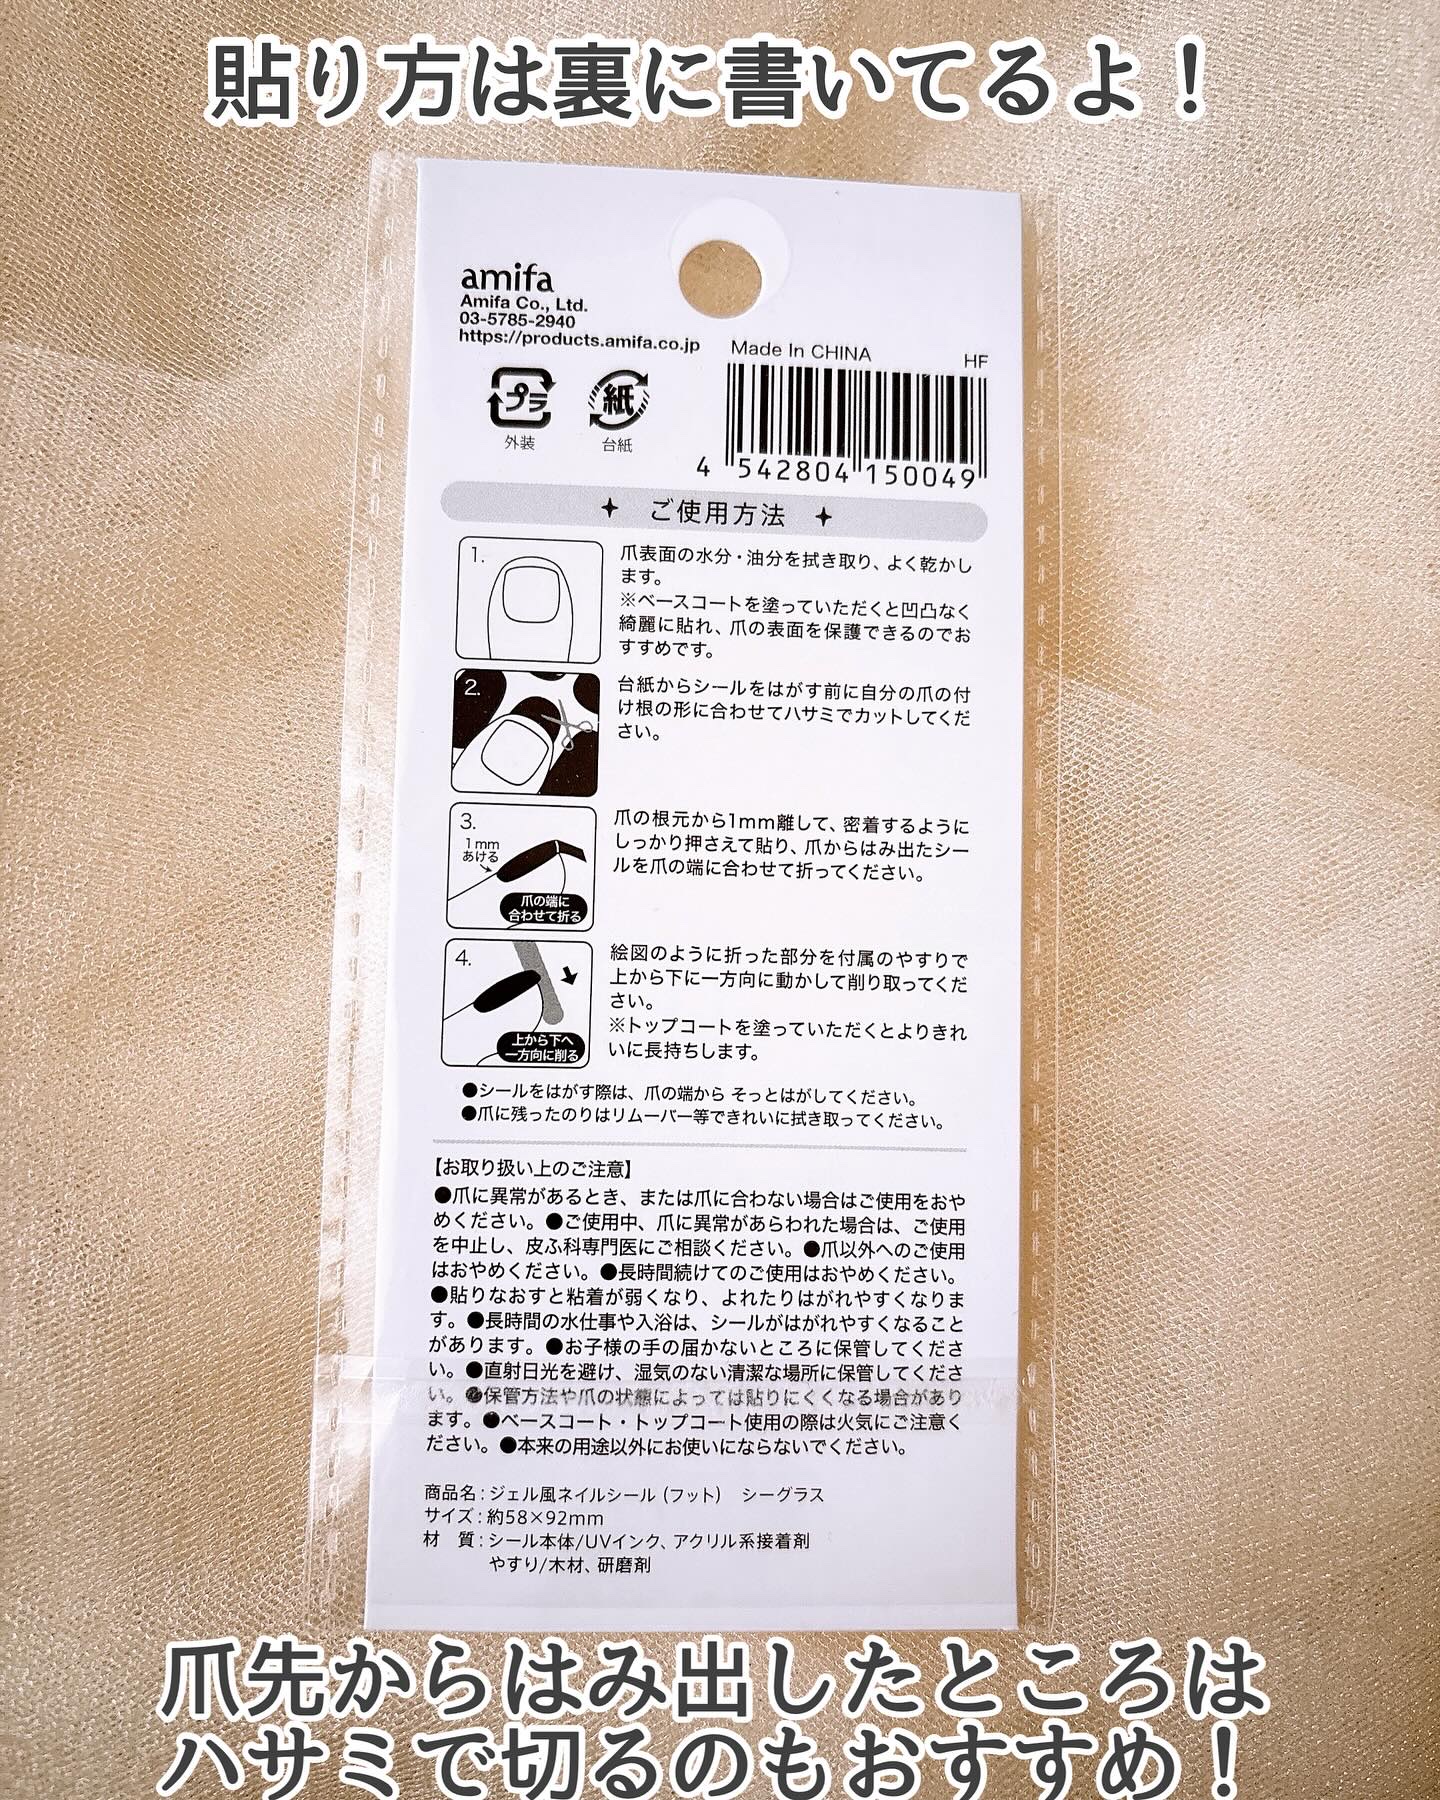 貼り方は裏に書いてるよ！
amifa
Amifa Co., Ltd.
03-5785-2940
https://products.amifa.co.jp
Made In CHINA
HF
プラ
外装
紙
台紙
4 542804 150049
ご使用方法
1.
爪表面の水分・油分を拭き取り、よく乾かし
ます。
※ベースコートを塗っていただくと凹凸なく
綺麗に貼れ、爪の表面を保護できるのでお
すすめです。
2.
台紙からシールをはがす前に自分の爪の付
け根の形に合わせてハサミでカットしてくだ
さい。
3.
1mm
あける
爪の端に
合わせて折る
爪の根元から1mm離して、密着するように
しっかり押さえて貼り、爪からはみ出たシー
ルを爪の端に合わせて折ってください。
4.
上から下へ
一方向に削る
絵図のように折った部分を付属のやすりで
上から下に一方向に動かして削り取ってくだ
さい。
※トップコートを塗っていただくとよりきれ
いに長持ちします。
●シールをはがす際は、爪の端から そっとはがしてください。
●爪に残ったのりはリムーバー等できれいに拭き取ってください。
【お取り扱い上のご注意】
●爪に異常があるとき、または爪に合わない場合はご使用をおや
めください。●ご使用中、爪に異常があらわれた場合は、ご使用
を中止し、皮ふ科専門医にご相談ください。●爪以外へのご使用
はおやめください。●長時間続けてのご使用はおやめください。
●貼りなおすと粘着が弱くなり、よれたりはがれやすくなりま
す。●長時間の水仕事や入浴は、シールがはがれやすくなること
があります。●お子様の手の届かないところに保管してくださ
い。●直射日光を避け、湿気のない清潔な場所に保管してくださ
い。●保管方法や爪の状態によっては貼りにくくなる場合があり
ます。●ベースコート・トップコート使用の際は火気にご注意く
ださい。●本来の用途以外にお使いにならないでください。
商品名：ジェル風ネイルシール（フット） シーグラス
サイズ：約58×92mm
材 質：シール本体/UVインク、アクリル系接着剤
やすり/木材、研磨剤
爪先からはみ出したところは
ハサミで切るのもおすすめ！